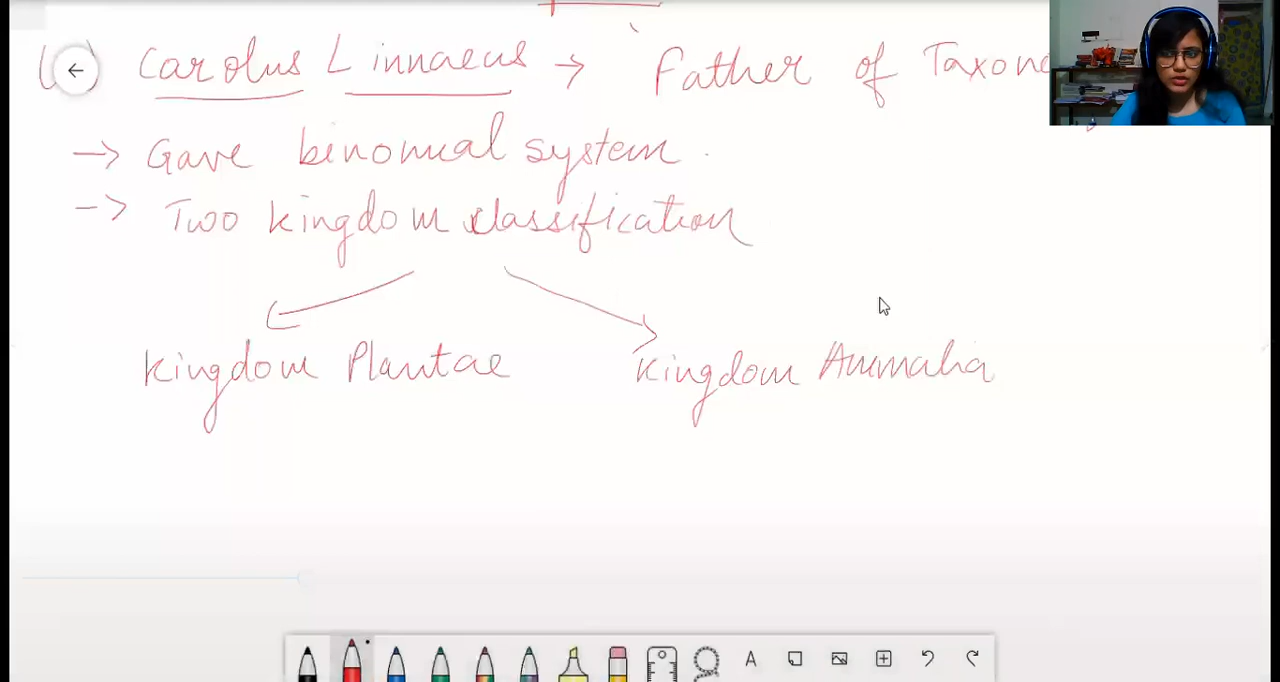 Carolus Linnaeus → Father of Taxono
→ Gave binomial system.
→ Two kingdom classification
Kingdom Plantae Kingdom Animalia
A